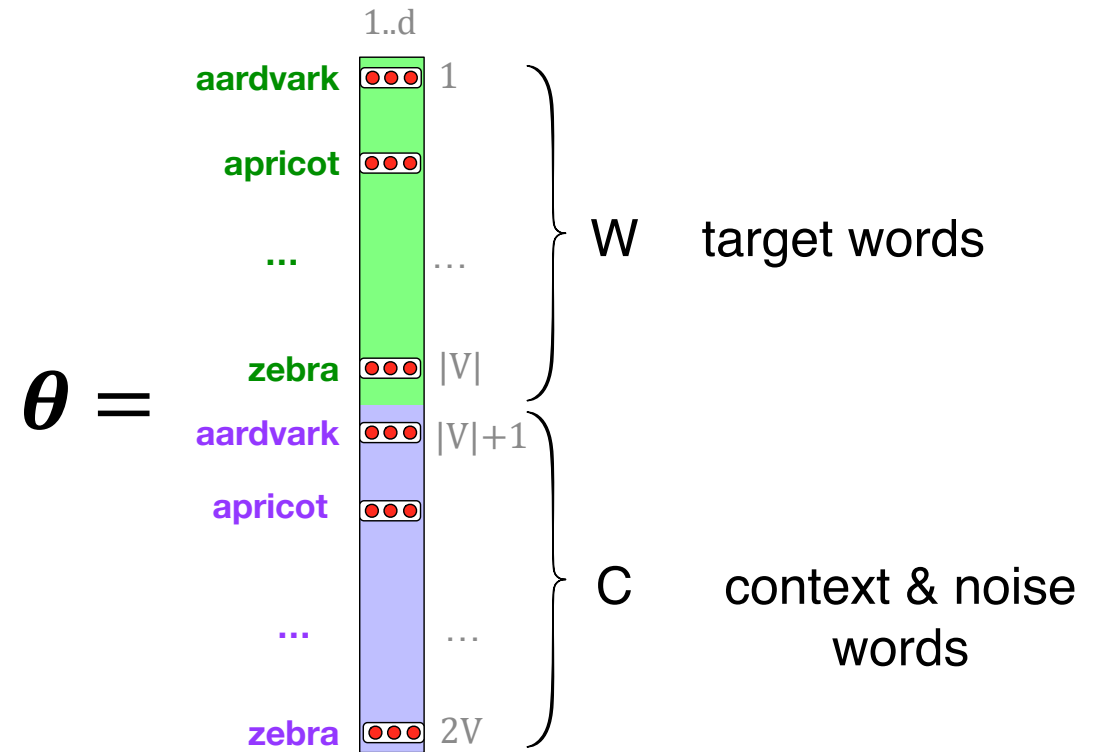 1..d
aardvark 1
apricot
... ...
zebra |V|
W target words
θ =
aardvark |V|+1
apricot
... ...
zebra 2V
C context & noise
words